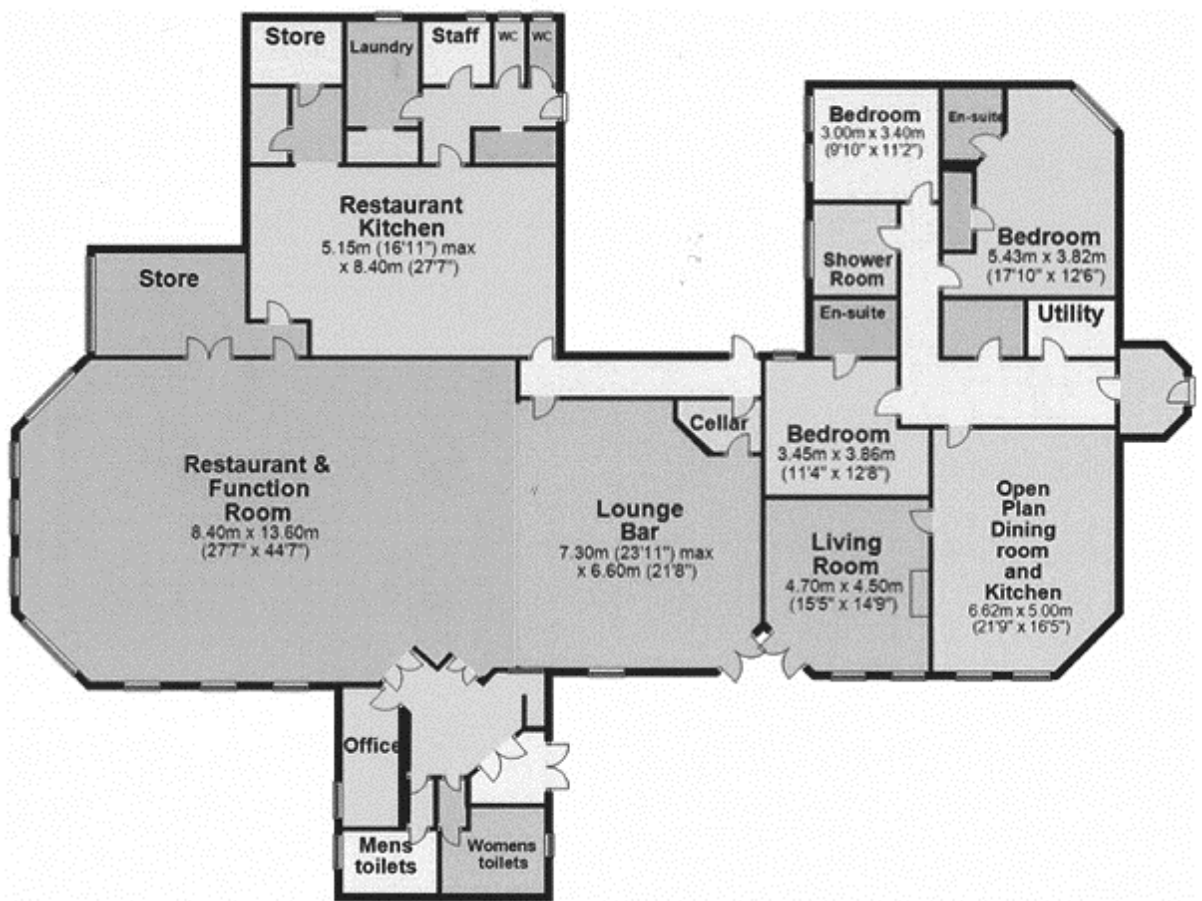 Store
Laundry
Staff
WC
WC
Restaurant
Kitchen
5.15m (16'11") max
x 8.40m (27'7")
Store
Bedroom
3.00m x 3.40m
(9'10" x 11'2")
En-suite
Bedroom
5.43m x 3.82m
(17'10" x 12'6")
Shower
Room
En-suite
Utility
Restaurant &
Function
Room
8.40m x 13.60m
(27'7" x 44'7")
Lounge
Bar
7.30m (23'11") max
x 6.60m (21'8")
Cellar
Bedroom
3.45m x 3.86m
(11'4" x 12'8")
Living
Room
4.70m x 4.50m
(15'5" x 14'9")
Open
Plan
Dining
room
and
Kitchen
6.62m x 5.00m
(21'9" x 16'5")
Office
Mens
toilets
Womens
toilets